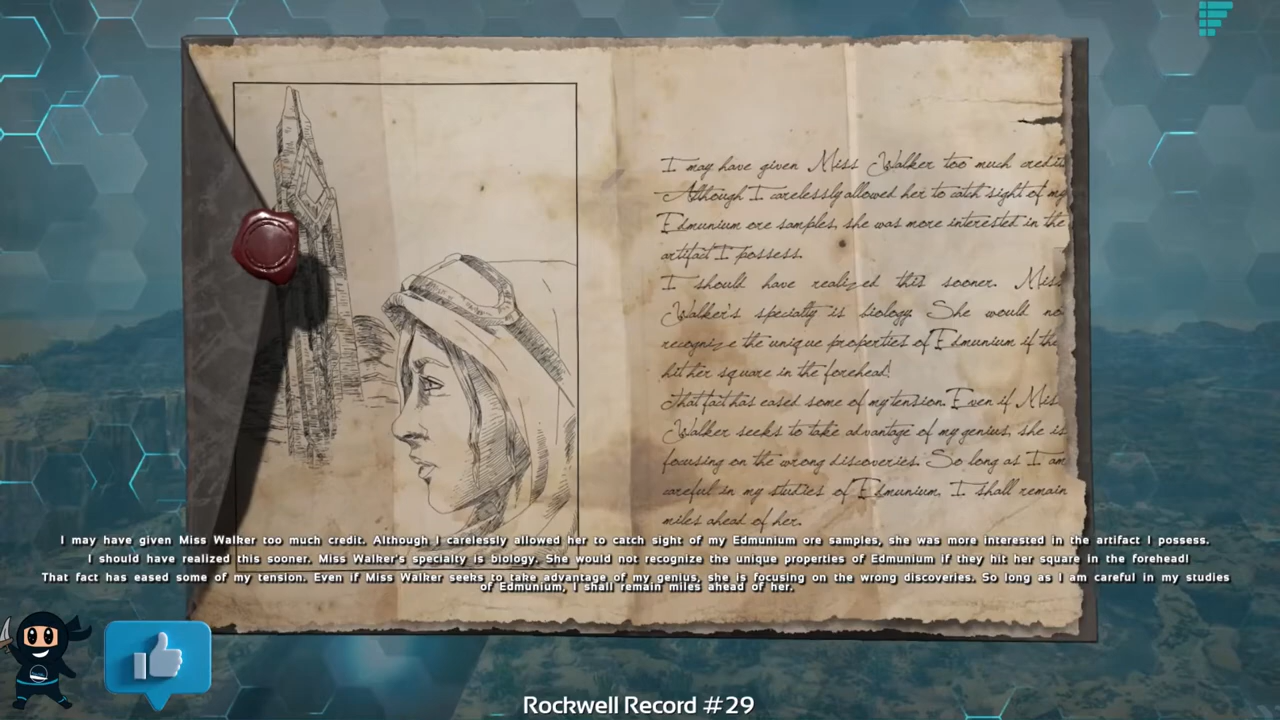 I may have given Miss Walker too much credit
Although I carelessly allowed her to catch sight of my
Edmunium ore samples, she was more interested in the
artifact I possess.
I should have realized this sooner. Miss
Walker's specialty is biology. She would no
recognize the unique properties of Edmunium if the
hit her square in the forehead!
That fact has eased some of my tension. Even if Mis
Walker seeks to take advantage of my genius, she is
focusing on the wrong discoveries. So long as I am
careful in my studies of Edmunium, I shall remain
miles ahead of her.
I may have given Miss Walker too much credit. Although I carelessly allowed her to catch sight of my Edmunium ore samples, she was more interested in the artifact I possess.
I should have realized this sooner. Miss Walker's specialty is biology. She would not recognize the unique properties of Edmunium if they hit her square in the forehead!
That fact has eased some of my tension. Even if Miss Walker seeks to take advantage of my genius, she is focusing on the wrong discoveries. So long as I am careful in my studies
of Edmunium, I shall remain miles ahead of her.
Rockwell Record #29